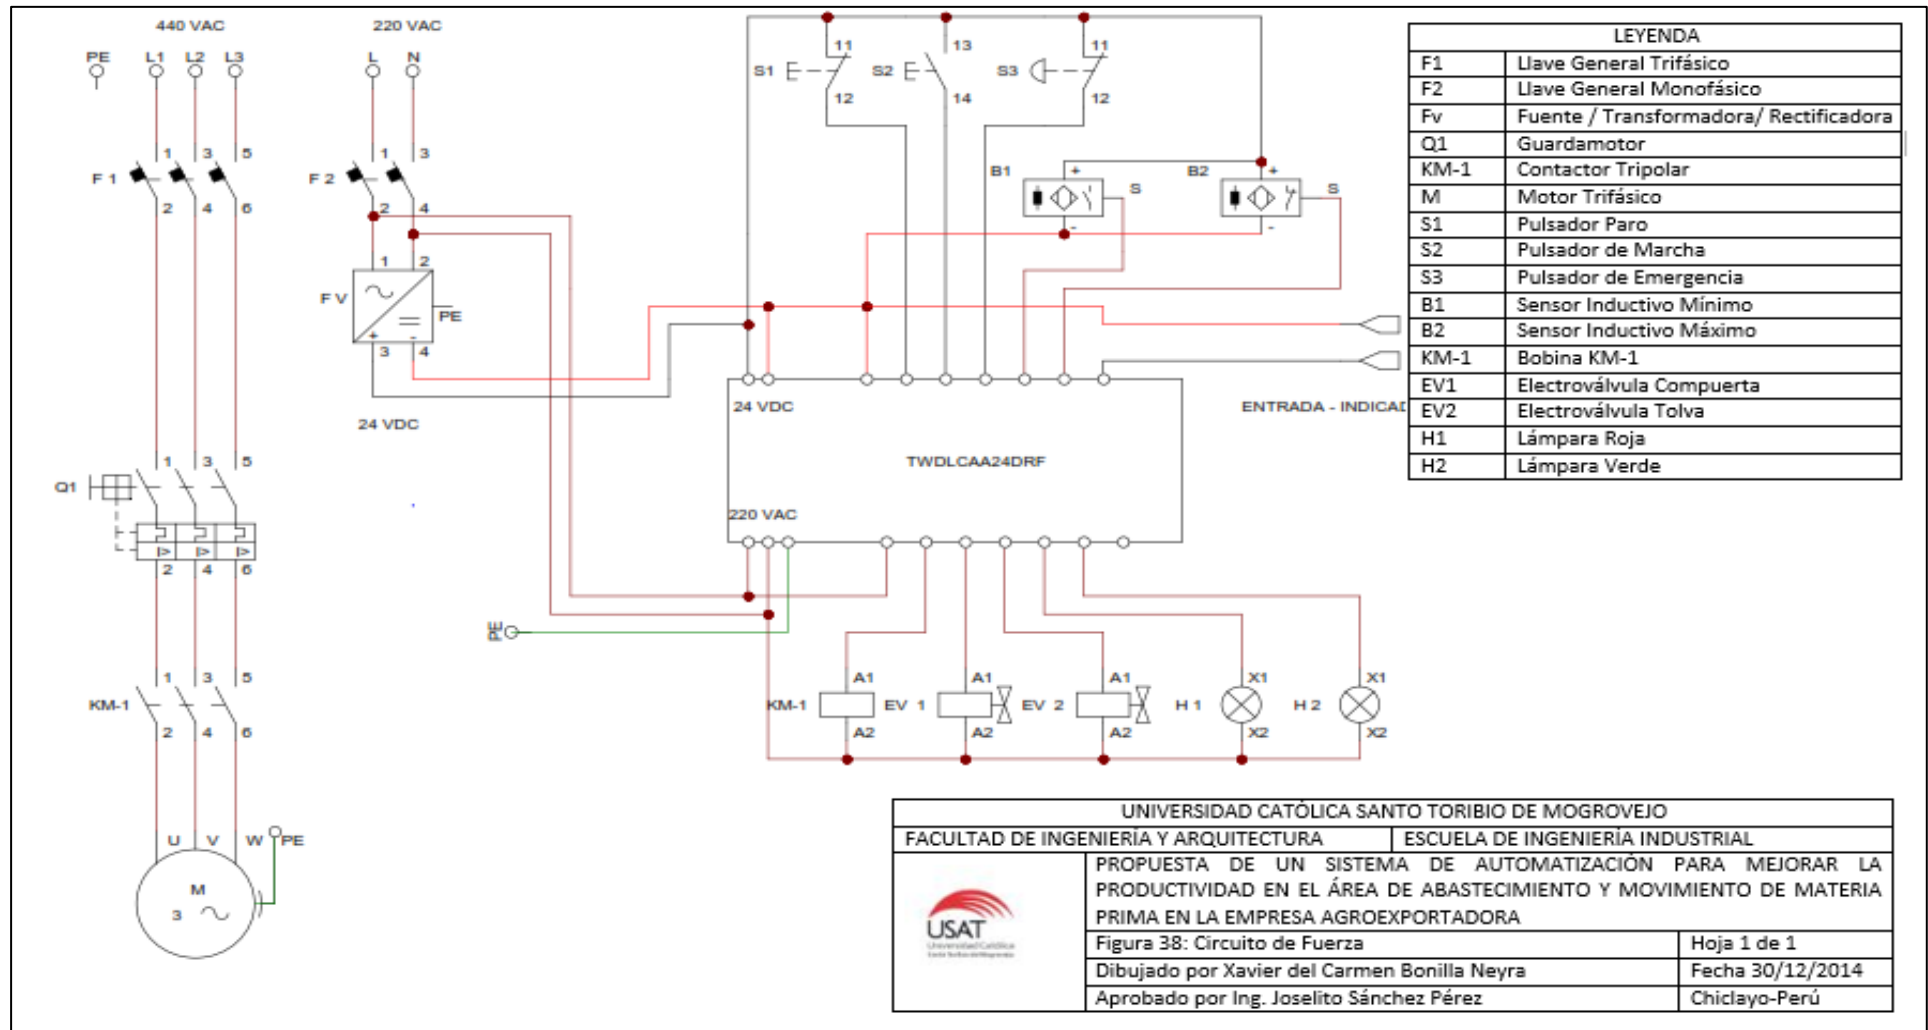 440 VAC
220 VAC
PE
L1
L2
L3
L
N
F 1
1
3
5
2
4
6
F 2
1
3
2
4
F V
1
2
PE
+
-
3
4
24 VDC
Q1
1
3
5
I>
I>
I>
2
4
6
KM-1
1
3
5
2
4
6
U
V
W
PE
M
3
S1
11
12
S2
13
14
S3
11
12
B1
+
S
-
B2
+
S
-
24 VDC
ENTRADA - INDICAD
TWDLCAA24DRF
220 VAC
PE
KM-1
A1
A2
EV 1
A1
A2
EV 2
A1
A2
H 1
X1
X2
H 2
X1
X2
LEYENDA
F1 Llave General Trifásico
F2 Llave General Monofásico
Fv Fuente / Transformadora/ Rectificadora
Q1 Guardamotor
KM-1 Contactor Tripolar
M Motor Trifásico
S1 Pulsador Paro
S2 Pulsador de Marcha
S3 Pulsador de Emergencia
B1 Sensor Inductivo Mínimo
B2 Sensor Inductivo Máximo
KM-1 Bobina KM-1
EV1 Electroválvula Compuerta
EV2 Electroválvula Tolva
H1 Lámpara Roja
H2 Lámpara Verde
UNIVERSIDAD CATÓLICA SANTO TORIBIO DE MOGROVEJO
FACULTAD DE INGENIERÍA Y ARQUITECTURA ESCUELA DE INGENIERÍA INDUSTRIAL
PROPUESTA DE UN SISTEMA DE AUTOMATIZACIÓN PARA MEJORAR LA
PRODUCTIVIDAD EN EL ÁREA DE ABASTECIMIENTO Y MOVIMIENTO DE MATERIA
PRIMA EN LA EMPRESA AGROEXPORTADORA
USAT
Universidad Católica
Santo Toribio de Mogrovejo
Figura 38: Circuito de Fuerza Hoja 1 de 1
Dibujado por Xavier del Carmen Bonilla Neyra Fecha 30/12/2014
Aprobado por Ing. Joselito Sánchez Pérez Chiclayo-Perú